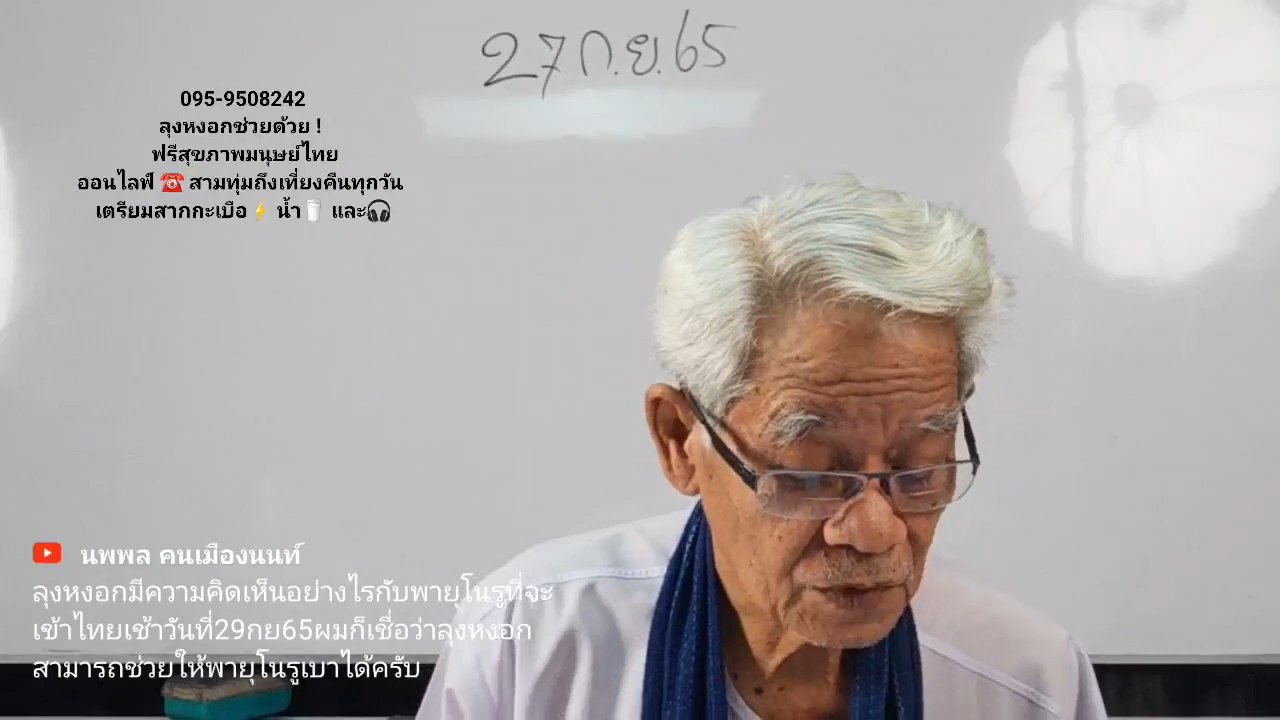 27 ก.ย. 65
095-9508242
ลุงหงอกช่วยด้วย !
ฟรีสุขภาพมนุษย์ไทย
ออนไลฟ์ ☎️ สามทุ่มถึงเที่ยงคืนทุกวัน
เตรียมสากกะเบือ⚡ น้ำ🥛 และ🎧
นพพล คนเมืองนนท์
ลุงหงอกมีความคิดเห็นอย่างไรกับพายุโนรูที่จะ
เข้าไทยเช้าวันที่29กย65ผมก็เชื่อว่าลุงหงอก
สามารถช่วยให้พายุโนรูเบาได้ครับ